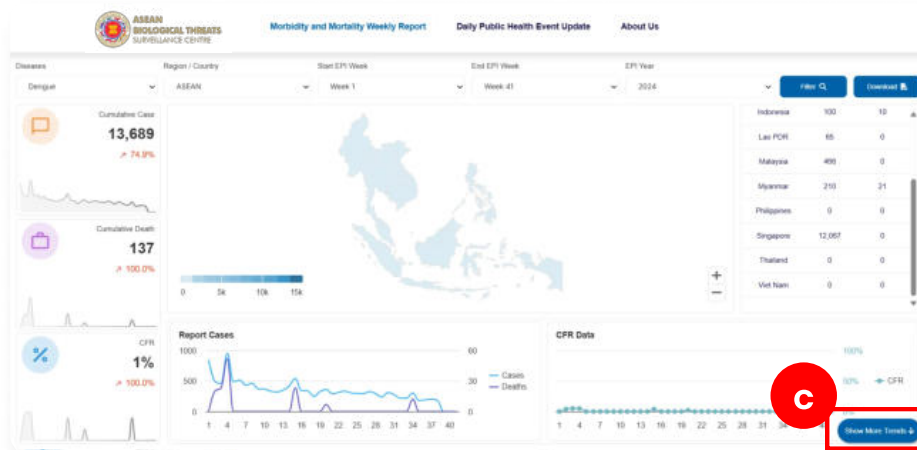 ASEAN
BIOLOGICAL THREATS
SURVEILLANCE CENTRE
Morbidity and Mortality Weekly Report
Daily Public Health Event Update
About Us
Diseases
Region / Country
Start EPI Week
End EPI Week
EPI Year
Dengue
ASEAN
Week 1
Week 41
2024
Filter
Download
Cumulative Case
13,689
74.9%
Cumulative Death
137
100.0%
CFR
1%
100.0%
0 5k 10k 15k
+
−
Indonesia 100 10
Lao PDR 65 0
Malaysia 466 0
Myanmar 210 21
Philippines 0 0
Singapore 12,067 0
Thailand 0 0
Viet Nam 0 0
Report Cases
1000 60
500 30
0 0
Cases
Deaths
1 4 7 10 13 16 19 22 25 28 31 34 37 40
CFR Data
100%
50%
0%
CFR
1 4 7 10 13 16 19 22 25 28 31
C
Show More Trends